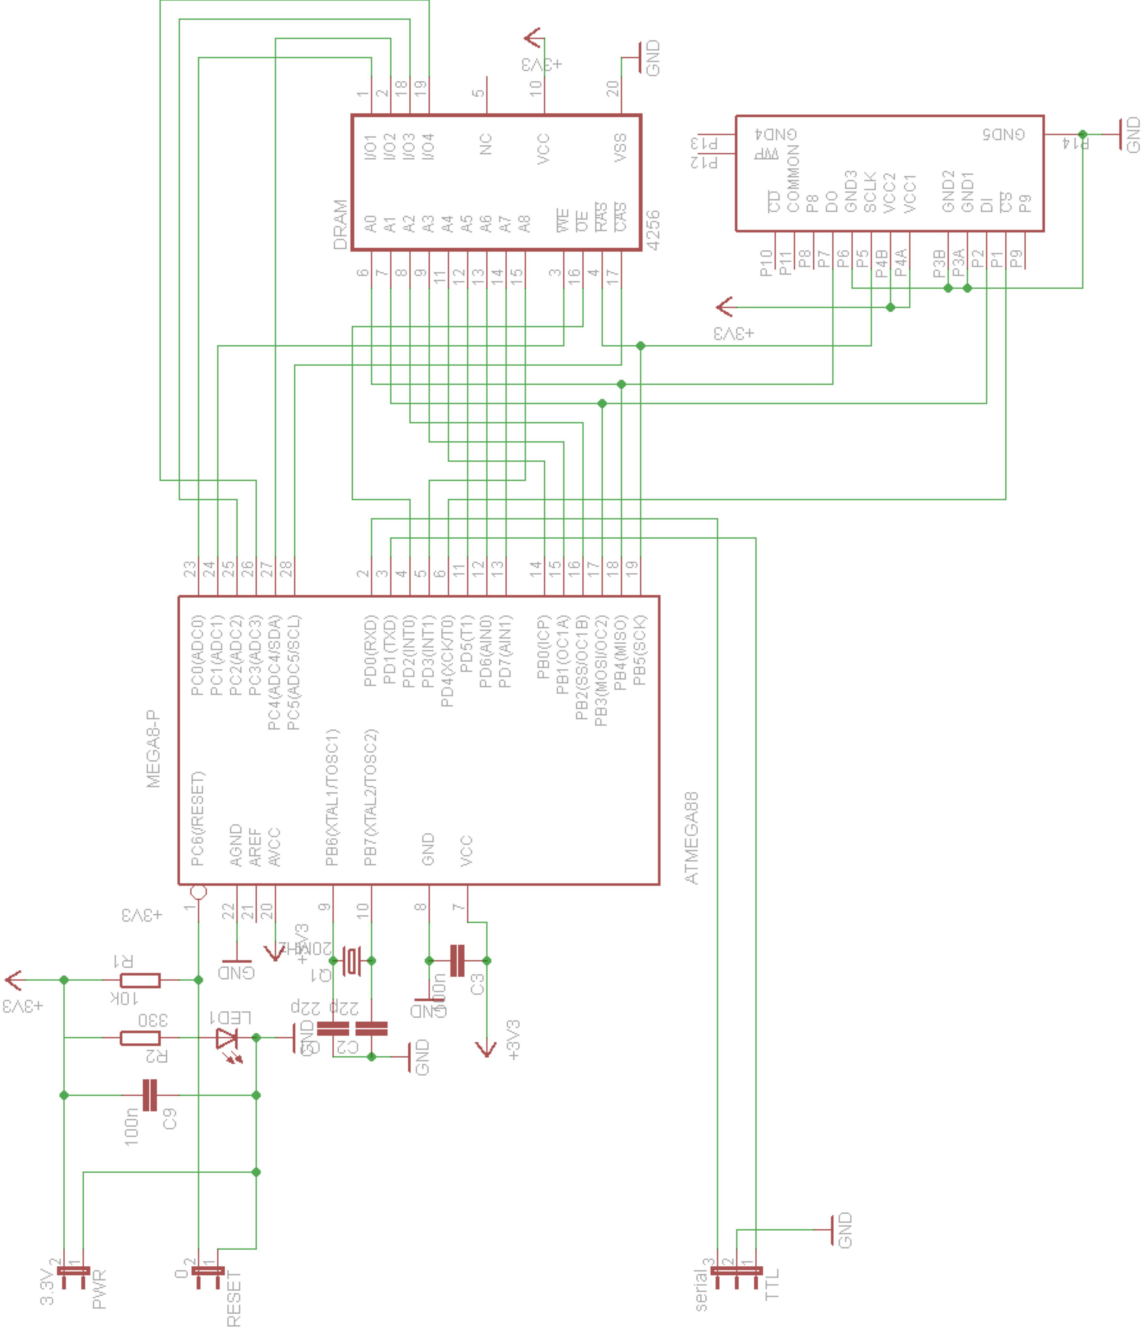 +3V3
GND
1
2
18
19
5
10
20
I/O1
I/O2
I/O3
I/O4
NC
VCC
VSS
DRAM
A0
A1
A2
A3
A4
A5
A6
A7
A8
WE
OE
RAS
CAS
4256
6
7
8
9
11
12
13
14
15
3
16
4
17
P13
P12
GND4
WP
GND5
P14
GND
CD
COMMON
P8
DO
GND3
SCLK
VCC2
VCC1
GND2
GND1
DI
CS
P9
P10
P11
P8
P7
P6
P5
P4B
P4A
P3B
P3A
P2
P1
P9
+3V3
23
24
25
26
27
28
2
3
4
5
6
11
12
13
14
15
16
17
18
19
MEGA8-P
PC0(ADC0)
PC1(ADC1)
PC2(ADC2)
PC3(ADC3)
PC4(ADC4/SDA)
PC5(ADC5/SCL)
PD0(RXD)
PD1(TXD)
PD2(INT0)
PD3(INT1)
PD4(XCK/T0)
PD5(T1)
PD6(AIN0)
PD7(AIN1)
PB0(ICP)
PB1(OC1A)
PB2(SS/OC1B)
PB3(MOSI/OC2)
PB4(MISO)
PB5(SCK)
PC6(/RESET)
AGND
AREF
AVCC
PB6(XTAL1/TOSC1)
PB7(XTAL2/TOSC2)
GND
VCC
ATMEGA88
1
22
21
20
9
10
8
7
+3V3
+3V3
20MHz
Q1
GND
R1
10k
+3V3
330
R2
LED1
GND
22p
22p
C2
GND
GND
C3
+3V3
100n
C9
3.3V
2
1
PWR
0
2
1
RESET
serial
3
2
1
TTL
GND